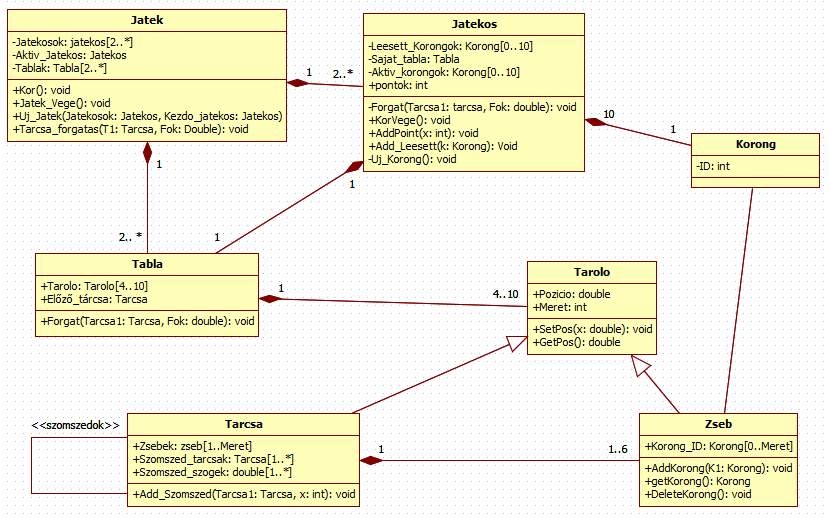 Jatek
-Jatekosok: jatekos[2..*]
-Aktiv_Jatekos: Jatekos
-Tablak: Tabla[2..*]
+Kor(): void
+Jatek_Vege(): void
+Uj_Jatek(Jatekosok: Jatekos, Kezdo_jatekos: Jatekos)
+Tarcsa_forgatas(T1: Tarcsa, Fok: Double): void
Jatekos
-Leesett_Korongok: Korong[0..10]
-Sajat_tabla: Tabla
-Aktiv_korongok: Korong[0..10]
+pontok: int
-Forgat(Tarcsa1: tarcsa, Fok: double): void
+KorVege(): void
+AddPoint(x: int): void
+Add_Leesett(k: Korong): Void
-Uj_Korong(): void
1
2..*
10
1
Korong
-ID: int
1
2.. *
1
1
Tabla
+Tarolo: Tarolo[4..10]
+Előző_tárcsa: Tarcsa
+Forgat(Tarcsa1: Tarcsa, Fok: double): void
1
4..10
Tarolo
+Pozicio: double
+Meret: int
+SetPos(x: double): void
+GetPos(): double
<<szomszedok>>
Tarcsa
+Zsebek: zseb[1..Meret]
+Szomszed_tarcsak: Tarcsa[1..*]
+Szomszed_szogek: double[1..*]
+Add_Szomszed(Tarcsa1: Tarcsa, x: int): void
1
1..6
Zseb
+Korong_ID: Korong[0..Meret]
+AddKorong(K1: Korong): void
+getKorong(): Korong
+DeleteKorong(): void